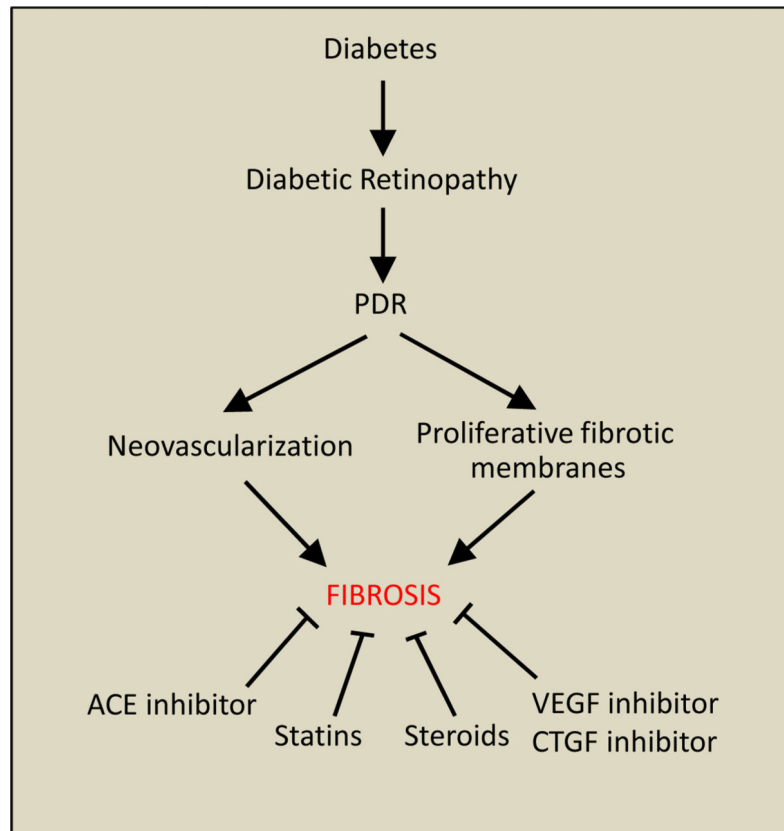 Diabetes
Diabetic Retinopathy
PDR
Neovascularization
Proliferative fibrotic
membranes
FIBROSIS
ACE inhibitor
Statins
Steroids
VEGF inhibitor
CTGF inhibitor